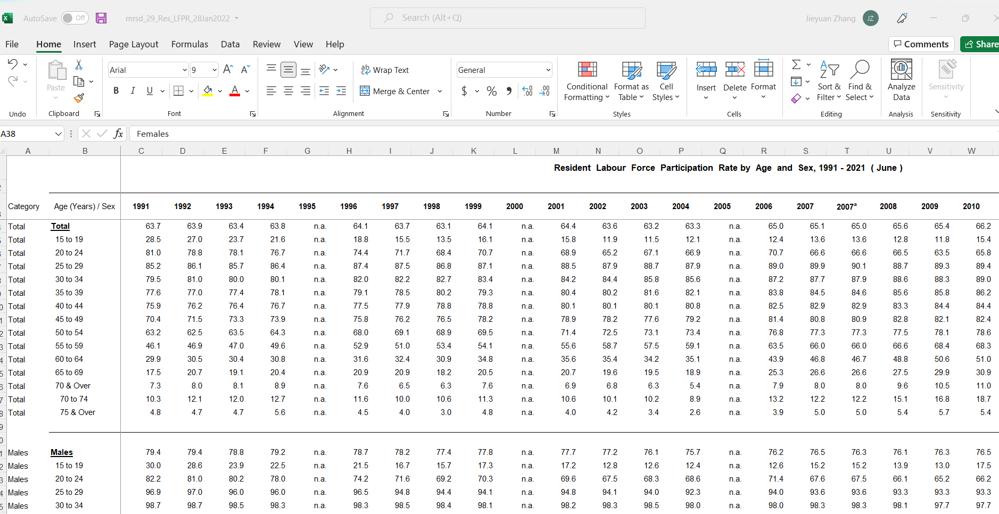 AutoSave Off mrsd_29_Res_LFPR_28Jan2022 Search (Alt+Q) Jieyuan Zhang JZ
File Home Insert Page Layout Formulas Data Review View Help Comments Share
Arial 9 Wrap Text General
Paste Conditional Formatting Format as Table Cell Styles Insert Delete Format Sort & Filter Find & Select Analyze Data Sensitivity
B I U Merge & Center $ %
Undo Clipboard Font Alignment Number Styles Cells Editing Analysis Sensitivity
A38 fx Females
A B C D E F G H I J K L M N O P Q R S T U V W
Resident Labour Force Participation Rate by Age and Sex, 1991 - 2021 ( June )
Category Age (Years) / Sex 1991 1992 1993 1994 1995 1996 1997 1998 1999 2000 2001 2002 2003 2004 2005 2006 2007 2007ª 2008 2009 2010
Total Total 63.7 63.9 63.4 63.8 n.a. 64.1 63.7 63.1 64.1 n.a. 64.4 63.6 63.2 63.3 n.a. 65.0 65.1 65.0 65.6 65.4 66.2
Total 15 to 19 28.5 27.0 23.7 21.6 n.a. 18.8 15.5 13.5 16.1 n.a. 15.8 11.9 11.5 12.1 n.a. 12.4 13.6 13.6 12.8 11.8 15.4
Total 20 to 24 81.0 78.8 78.1 76.7 n.a. 74.4 71.7 68.4 70.7 n.a. 68.9 65.2 67.1 66.9 n.a. 70.7 66.6 66.6 66.5 63.5 65.8
Total 25 to 29 85.2 86.1 85.7 86.4 n.a. 87.4 87.5 86.8 87.1 n.a. 88.5 87.9 88.7 87.9 n.a. 89.0 89.9 90.1 88.7 89.3 89.4
Total 30 to 34 79.5 81.0 80.0 80.1 n.a. 82.0 82.2 82.7 83.4 n.a. 84.2 84.4 85.8 85.6 n.a. 87.2 87.7 87.9 88.6 88.3 89.0
Total 35 to 39 77.6 77.0 77.4 78.1 n.a. 79.1 78.5 80.2 79.3 n.a. 80.4 80.2 81.6 82.1 n.a. 83.8 84.5 84.6 85.6 85.8 86.2
Total 40 to 44 75.9 76.2 76.4 76.7 n.a. 77.5 77.9 78.8 78.8 n.a. 80.1 80.1 80.1 80.8 n.a. 82.5 82.9 82.9 83.3 84.4 84.4
Total 45 to 49 70.4 71.5 73.3 73.9 n.a. 75.8 76.2 76.5 78.2 n.a. 78.9 78.2 77.6 79.2 n.a. 81.4 80.8 80.9 82.8 82.1 82.4
Total 50 to 54 63.2 62.5 63.5 64.3 n.a. 68.0 69.1 68.9 69.5 n.a. 71.4 72.5 73.1 73.4 n.a. 76.8 77.3 77.3 77.5 78.1 78.6
Total 55 to 59 46.1 46.9 47.0 49.6 n.a. 52.9 51.0 53.4 54.1 n.a. 55.6 58.7 57.5 59.1 n.a. 63.5 66.0 66.0 66.6 68.4 68.3
Total 60 to 64 29.9 30.5 30.4 30.8 n.a. 31.6 32.4 30.9 34.8 n.a. 35.6 35.4 34.2 35.1 n.a. 43.9 46.8 46.7 48.8 50.6 51.0
Total 65 to 69 17.5 20.7 19.1 20.4 n.a. 20.9 20.9 18.2 20.5 n.a. 20.7 19.6 19.5 18.9 n.a. 25.3 26.6 26.6 27.5 29.9 30.9
Total 70 & Over 7.3 8.0 8.1 8.9 n.a. 7.6 6.5 6.3 7.6 n.a. 6.9 6.8 6.3 5.4 n.a. 7.9 8.0 8.0 9.6 10.5 11.0
Total 70 to 74 10.3 12.1 12.0 12.7 n.a. 11.6 10.0 10.6 11.3 n.a. 10.6 10.1 10.2 8.9 n.a. 13.2 12.2 12.2 15.1 16.8 18.7
Total 75 & Over 4.8 4.7 4.7 5.6 n.a. 4.5 4.0 3.0 4.8 n.a. 4.0 4.2 3.4 2.6 n.a. 3.9 5.0 5.0 5.4 5.7 5.4
Males Males 79.4 79.4 78.8 79.2 n.a. 78.7 78.2 77.4 77.8 n.a. 77.7 77.2 76.1 75.7 n.a. 76.2 76.5 76.3 76.1 76.3 76.5
Males 15 to 19 30.0 28.6 23.9 22.5 n.a. 21.5 16.7 15.7 17.3 n.a. 17.2 12.8 12.6 12.4 n.a. 12.6 15.2 15.2 13.9 13.0 17.5
Males 20 to 24 82.2 81.0 80.2 78.0 n.a. 74.2 71.6 69.2 70.3 n.a. 69.6 67.5 68.3 68.6 n.a. 71.4 67.6 67.5 66.1 65.2 66.2
Males 25 to 29 96.9 97.0 96.0 96.0 n.a. 96.5 94.8 94.4 94.1 n.a. 94.8 94.1 94.0 92.3 n.a. 94.0 93.6 93.6 93.3 93.3 93.3
Males 30 to 34 98.7 98.7 98.5 98.3 n.a. 98.3 98.5 98.4 98.1 n.a. 98.2 98.3 98.5 98.0 n.a. 98.0 98.3 98.3 98.1 97.7 97.7